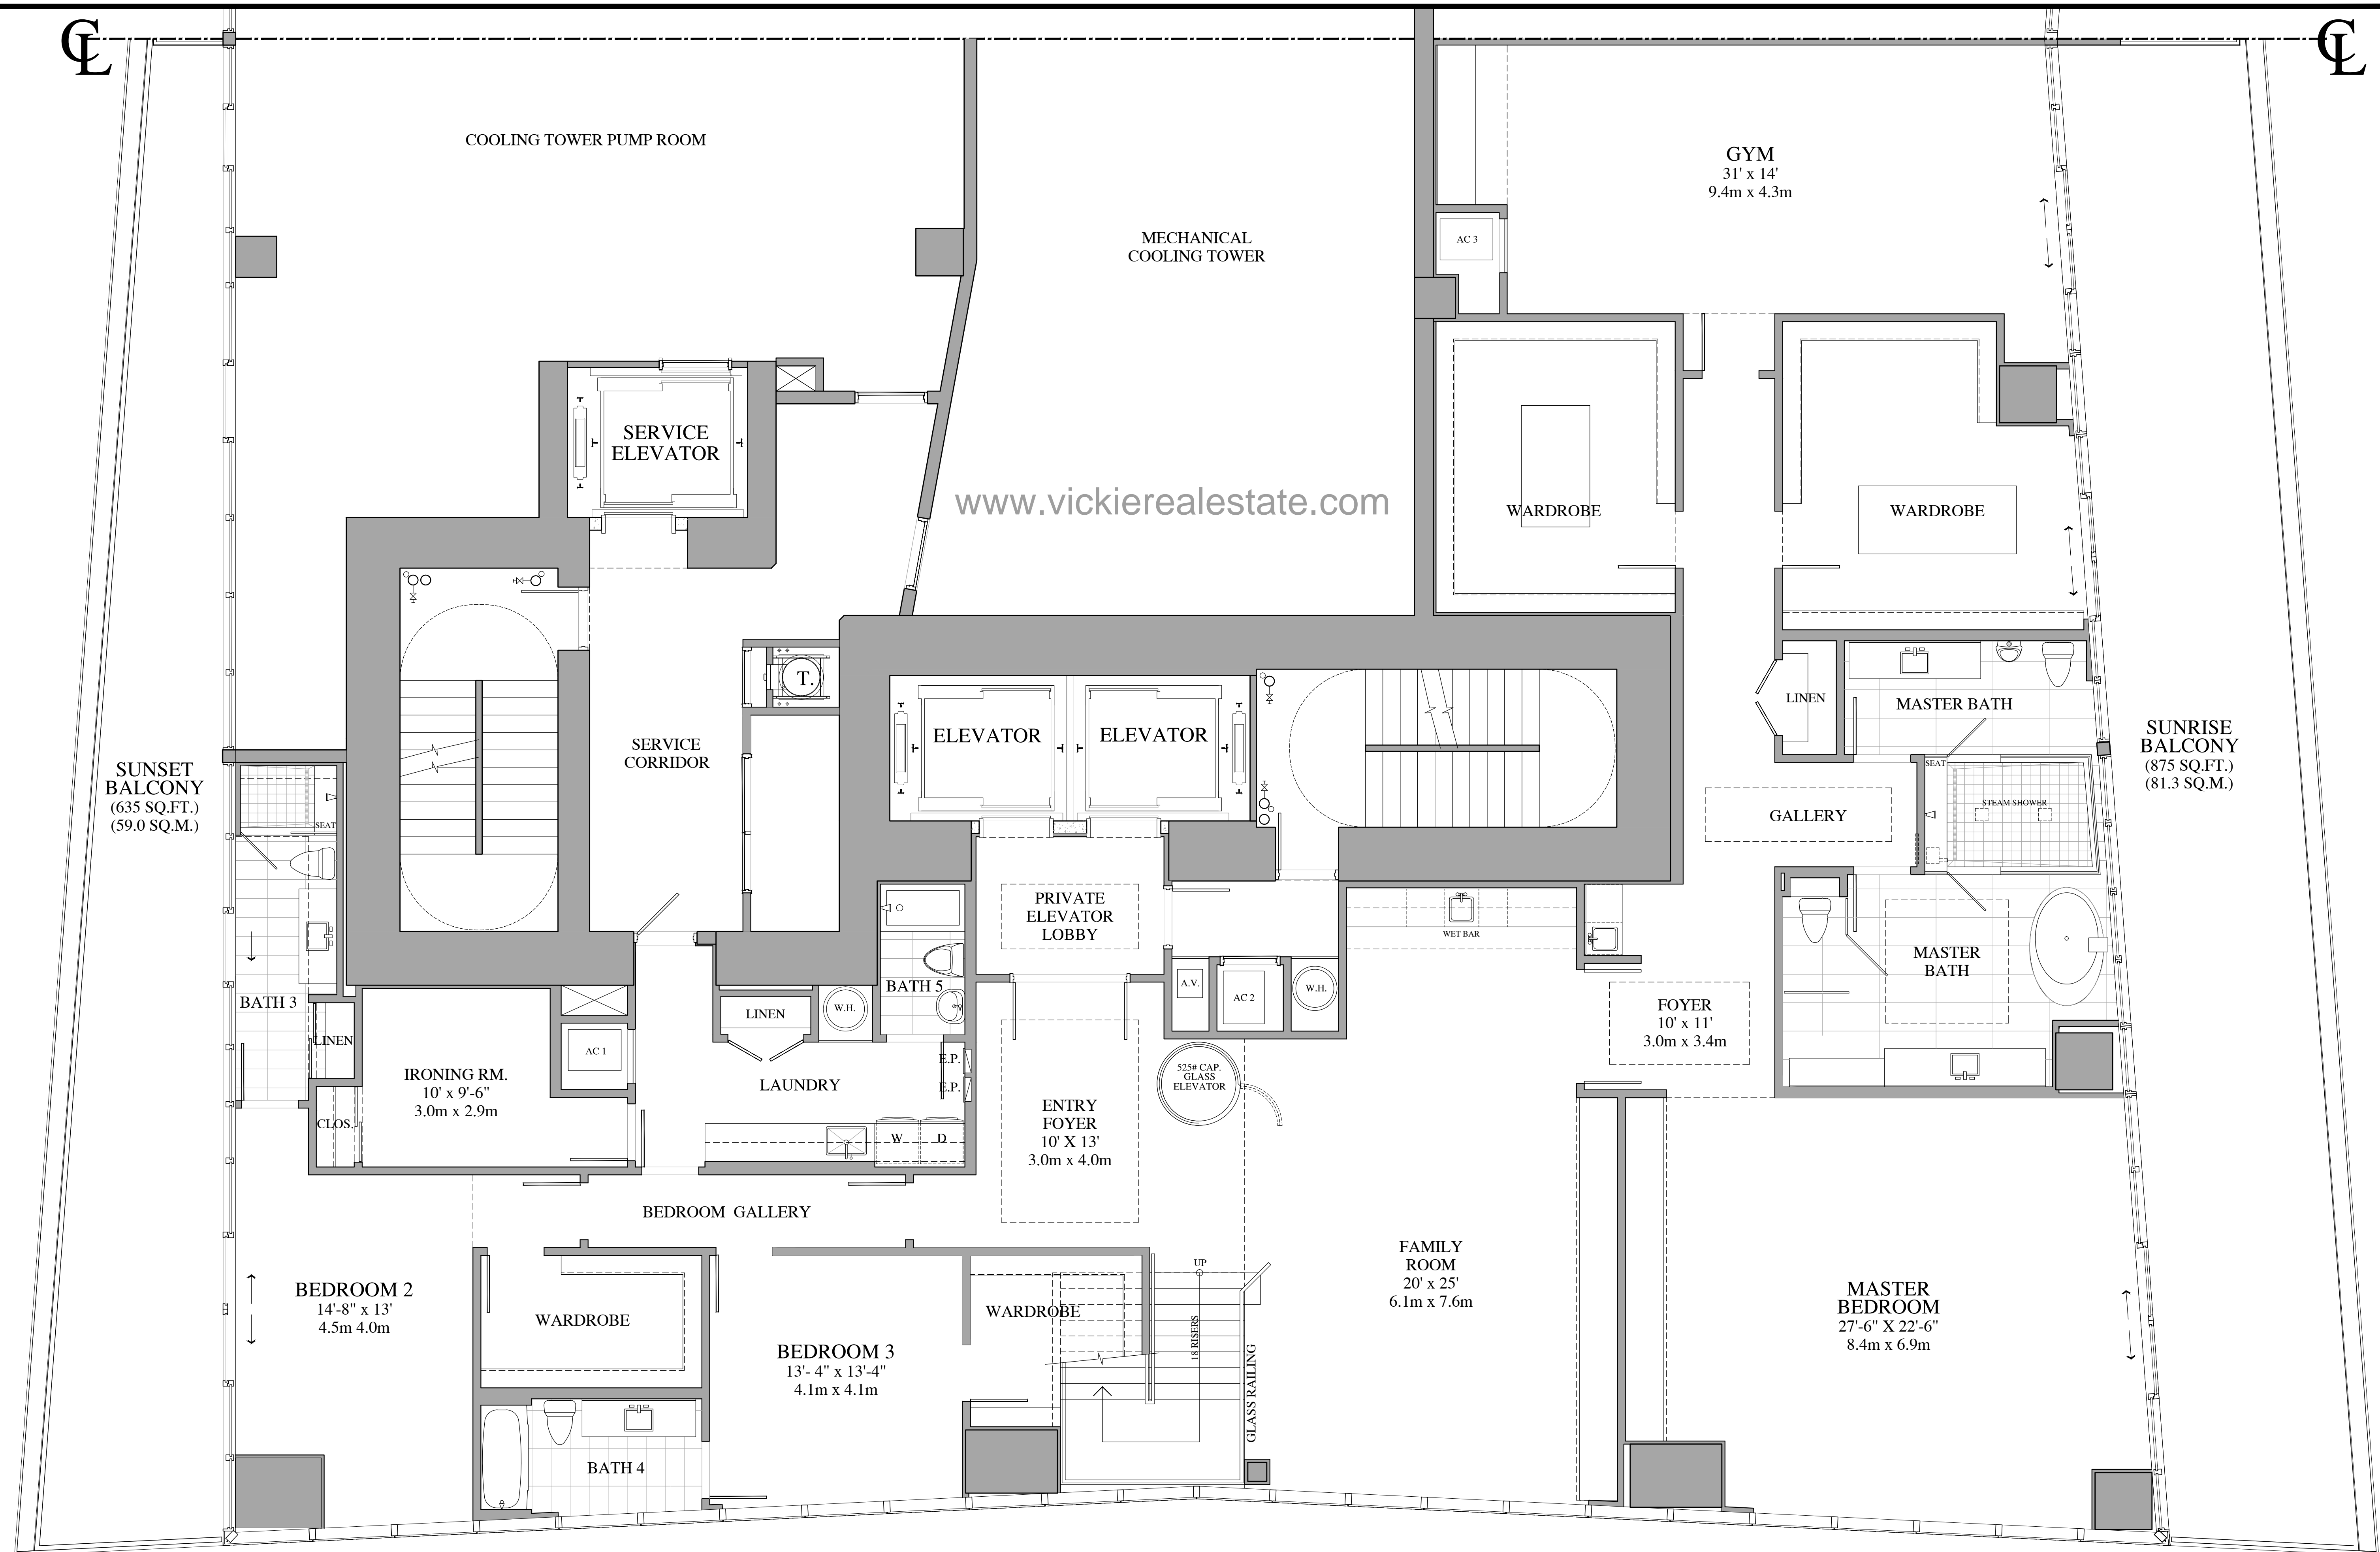 CL
CL
COOLING TOWER PUMP ROOM
MECHANICAL
COOLING TOWER
GYM
31' x 14'
9.4m x 4.3m
AC 3
SERVICE
ELEVATOR
www.vickierealestate.com
WARDROBE
WARDROBE
SUNSET
BALCONY
(635 SQ.FT.)
(59.0 SQ.M.)
SERVICE
CORRIDOR
T.
ELEVATOR
ELEVATOR
LINEN
MASTER BATH
SUNRISE
BALCONY
(875 SQ.FT.)
(81.3 SQ.M.)
SEAT
SEAT
STEAM SHOWER
GALLERY
PRIVATE
ELEVATOR
LOBBY
WET BAR
MASTER
BATH
BATH 3
LINEN
BATH 5
LINEN
W.H.
A.V.
AC 2
W.H.
FOYER
10' x 11'
3.0m x 3.4m
IRONING RM.
10' x 9'-6"
3.0m x 2.9m
AC 1
LAUNDRY
E.P.
E.P.
525# CAP.
GLASS
ELEVATOR
CLOS.
W
D
ENTRY
FOYER
10' X 13'
3.0m x 4.0m
BEDROOM GALLERY
BEDROOM 2
14'-8" x 13'
4.5m 4.0m
WARDROBE
BEDROOM 3
13'- 4" x 13'-4"
4.1m x 4.1m
WARDROBE
UP
18 RISERS
GLASS RAILING
FAMILY
ROOM
20' x 25'
6.1m x 7.6m
MASTER
BEDROOM
27'-6" X 22'-6"
8.4m x 6.9m
BATH 4